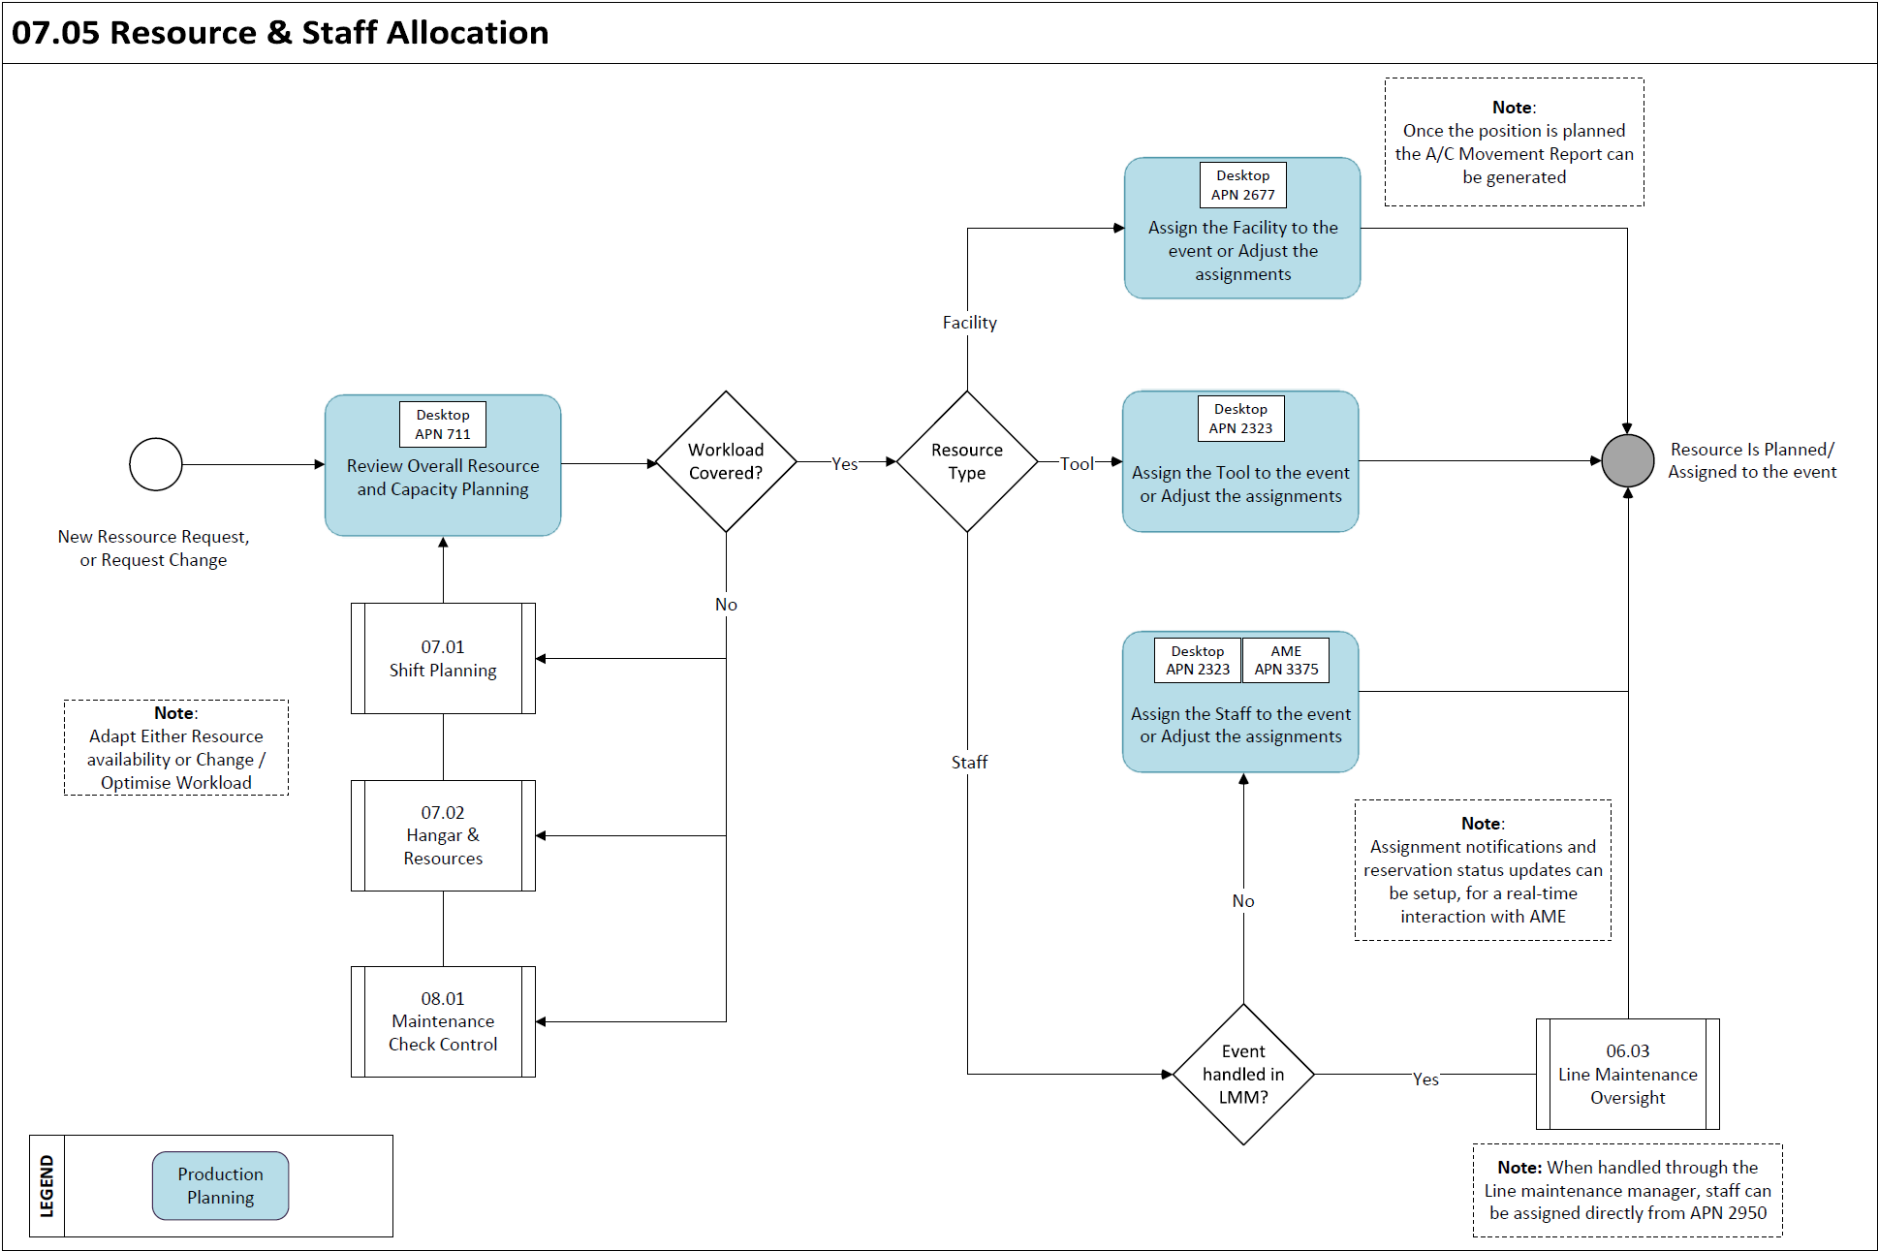 07.05 Resource & Staff Allocation
Note:
Once the position is planned
the A/C Movement Report can
be generated
Desktop
APN 2677
Assign the Facility to the
event or Adjust the
assignments
Facility
Desktop
APN 711
Review Overall Resource
and Capacity Planning
Workload
Covered?
Yes
Resource
Type
Tool
Desktop
APN 2323
Assign the Tool to the event
or Adjust the assignments
Resource Is Planned/
Assigned to the event
New Ressource Request,
or Request Change
No
07.01
Shift Planning
Desktop
APN 2323
AME
APN 3375
Assign the Staff to the event
or Adjust the assignments
Note:
Adapt Either Resource
availability or Change /
Optimise Workload
Staff
07.02
Hangar &
Resources
Note:
Assignment notifications and
reservation status updates can
be setup, for a real-time
interaction with AME
No
08.01
Maintenance
Check Control
Event
handled in
LMM?
Yes
06.03
Line Maintenance
Oversight
LEGEND
Production
Planning
Note: When handled through the
Line maintenance manager, staff can
be assigned directly from APN 2950